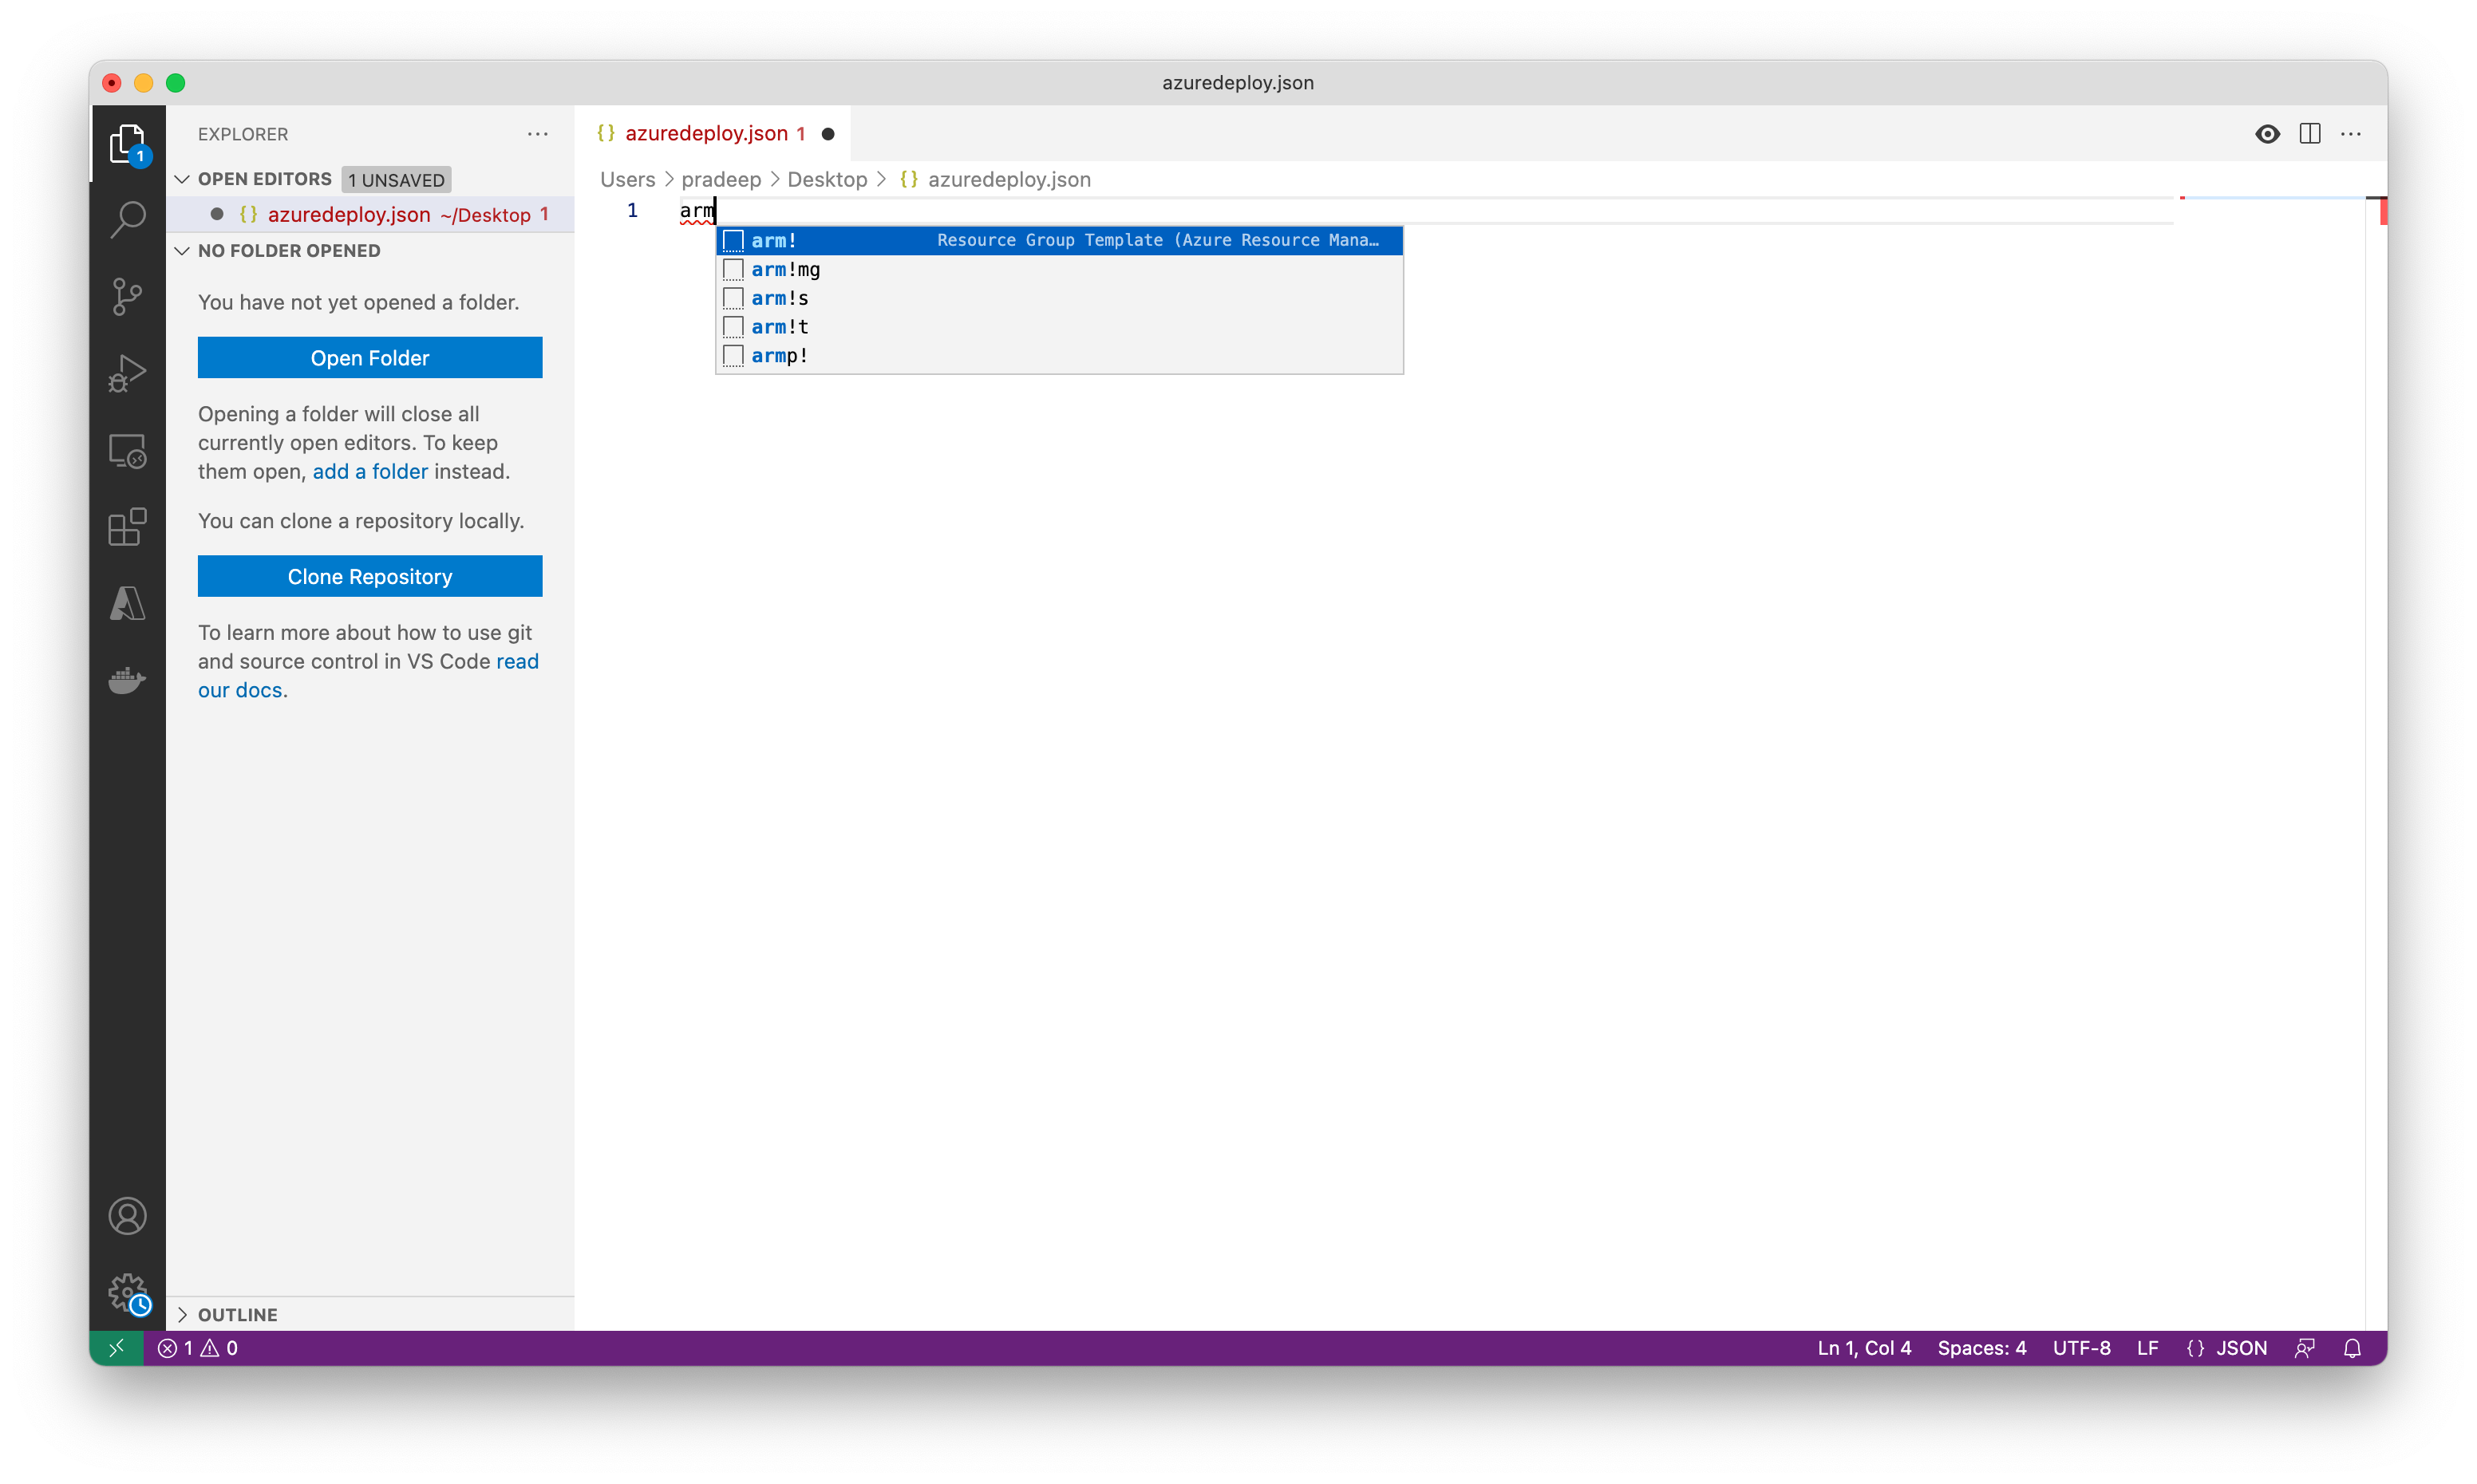 azuredeploy.json
1
EXPLORER
OPEN EDITORS 1 UNSAVED
azuredeploy.json ~/Desktop 1
NO FOLDER OPENED
You have not yet opened a folder.
Open Folder
Opening a folder will close all
currently open editors. To keep
them open, add a folder instead.
You can clone a repository locally.
Clone Repository
To learn more about how to use git
and source control in VS Code read
our docs.
OUTLINE
{} azuredeploy.json 1
Users > pradeep > Desktop > {} azuredeploy.json
1 arm
arm! Resource Group Template (Azure Resource Mana…
arm!mg
arm!s
arm!t
armp!
1 0
Ln 1, Col 4 Spaces: 4 UTF-8 LF {} JSON